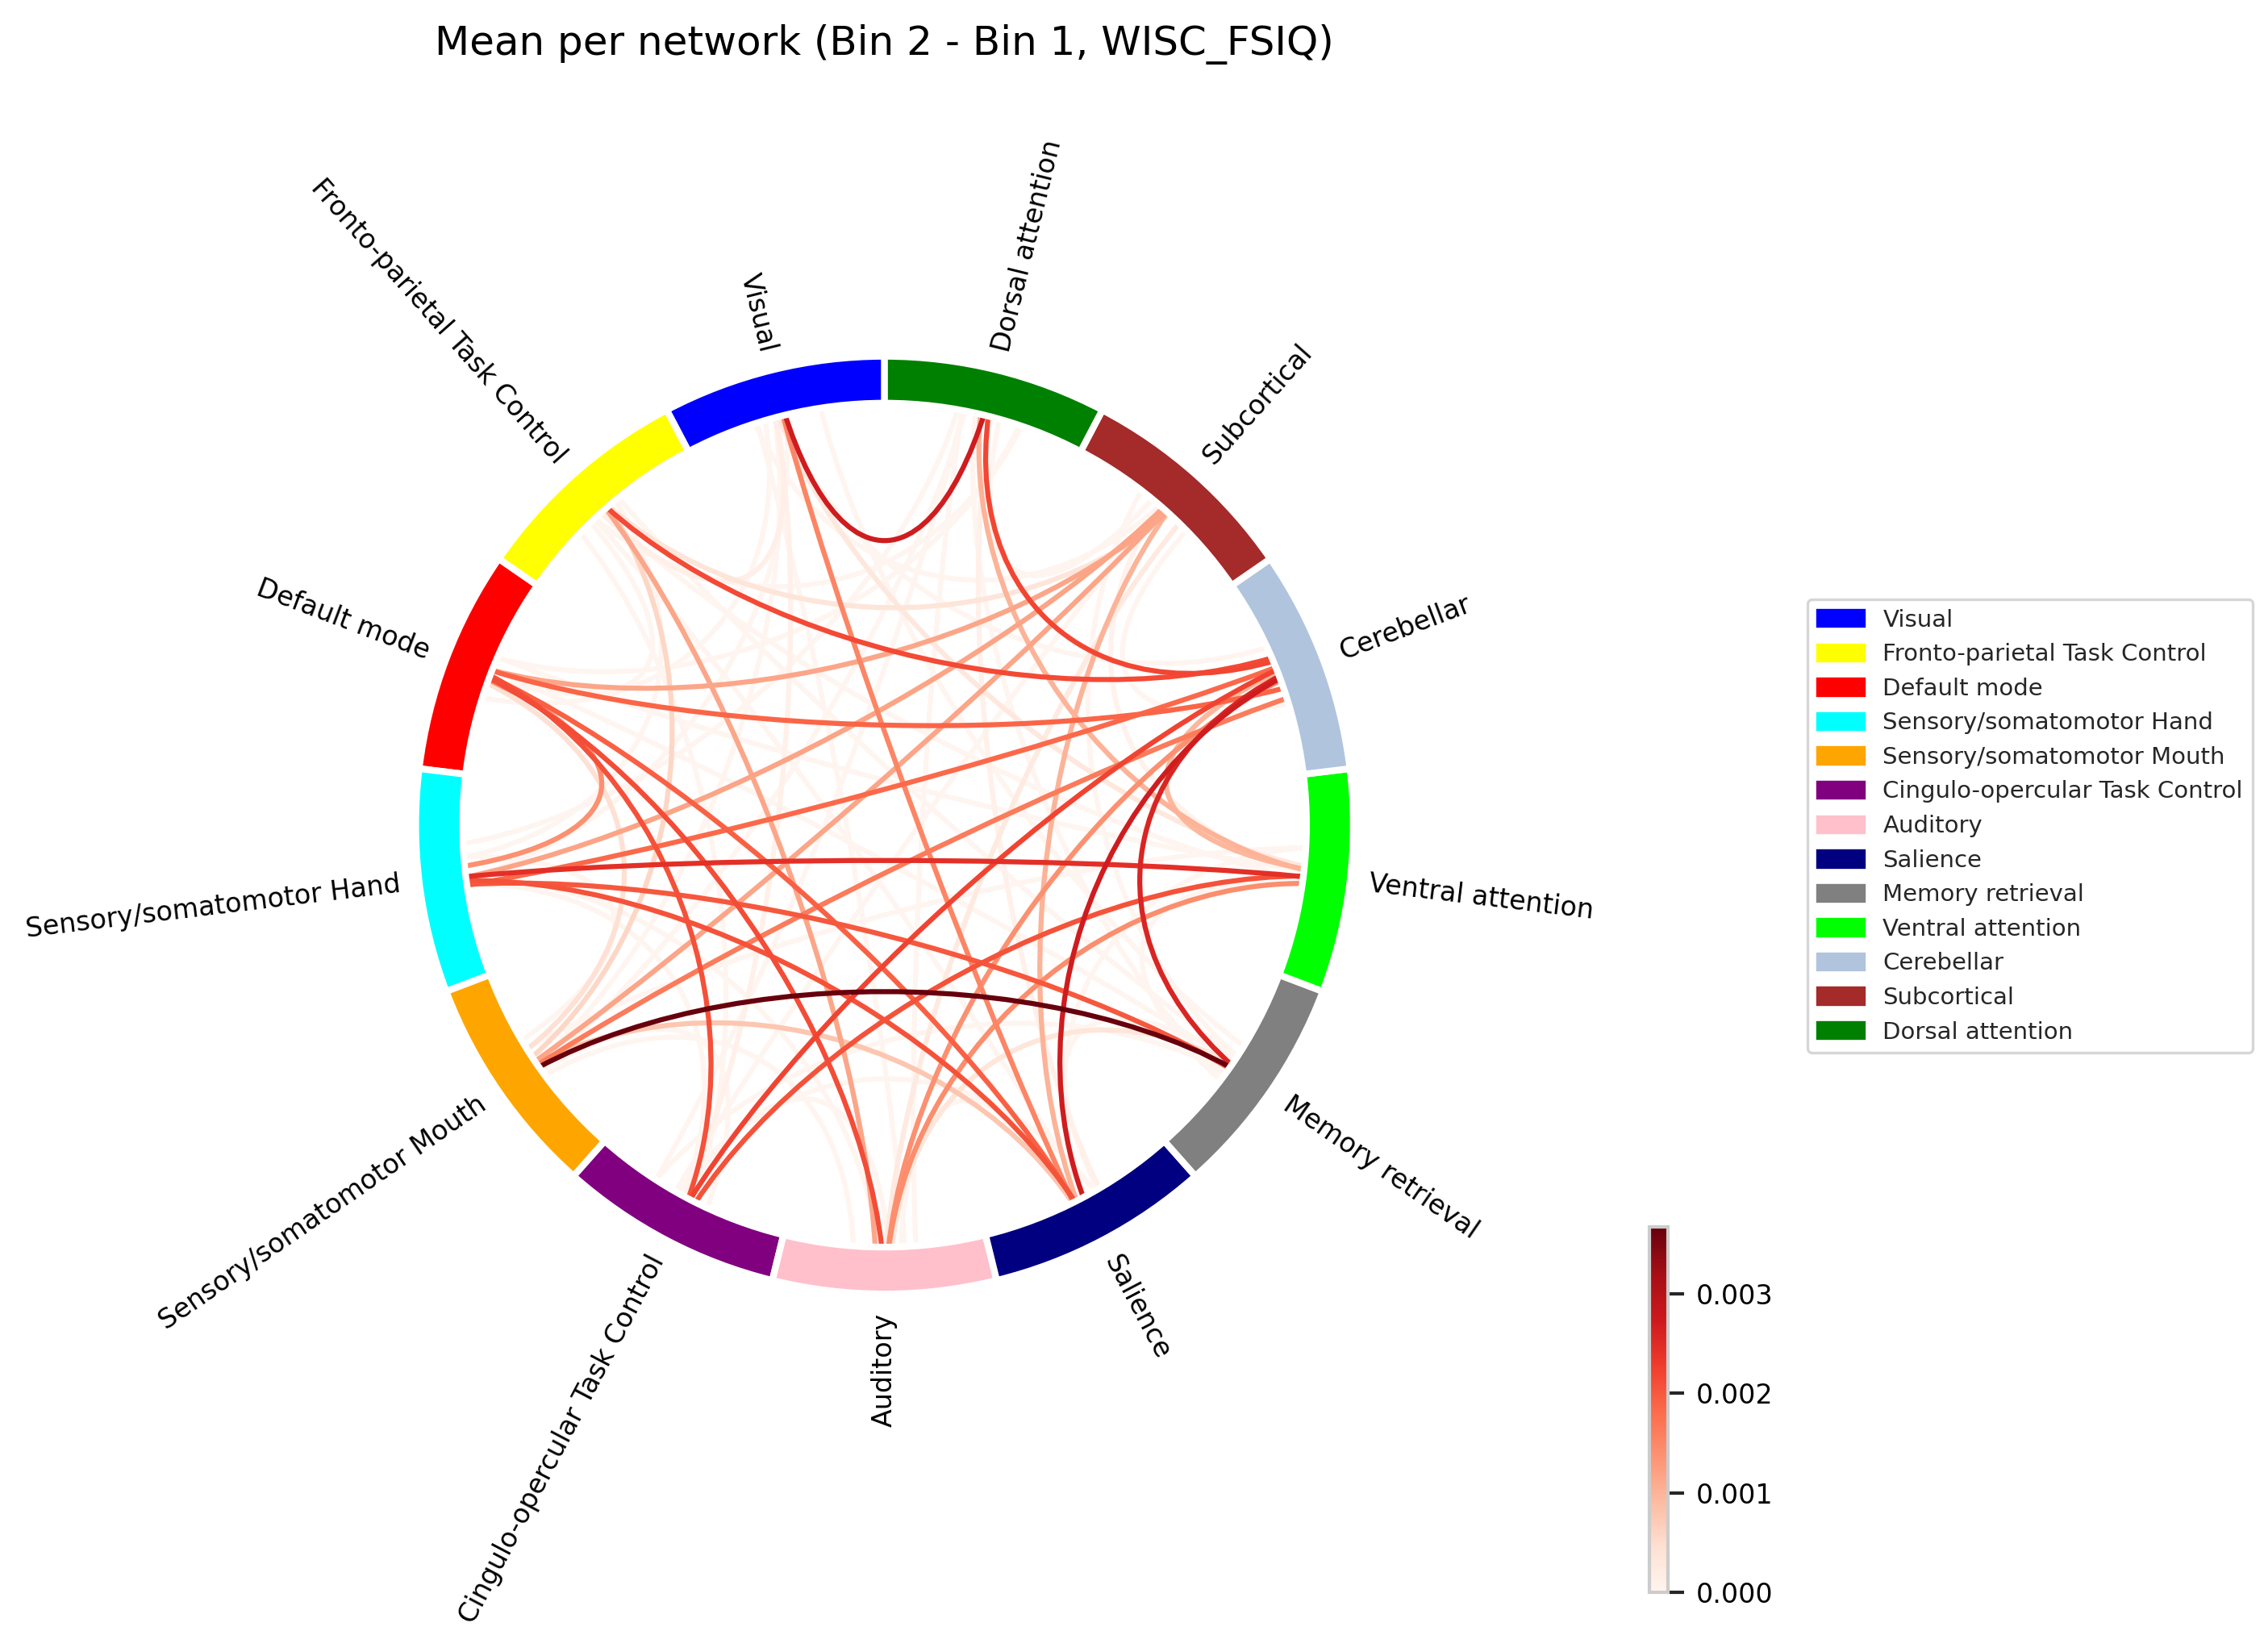 Mean per network (Bin 2 - Bin 1, WISC_FSIQ)
Dorsal attention
Fronto-parietal Task Control
Visual
Subcortical
Default mode
Cerebellar
Sensory/somatomotor Hand
Ventral attention
Sensory/somatomotor Mouth
Memory retrieval
Cingulo-opercular Task Control
Auditory
Salience
Visual
Fronto-parietal Task Control
Default mode
Sensory/somatomotor Hand
Sensory/somatomotor Mouth
Cingulo-opercular Task Control
Auditory
Salience
Memory retrieval
Ventral attention
Cerebellar
Subcortical
Dorsal attention
0.003
0.002
0.001
0.000